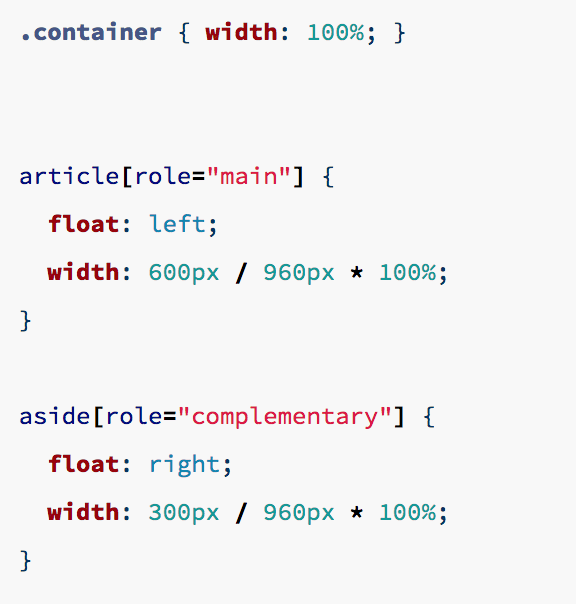 .container { width: 100%; }
article[role="main"] {
float: left;
width: 600px / 960px * 100%;
}
aside[role="complementary"] {
float: right;
width: 300px / 960px * 100%;
}